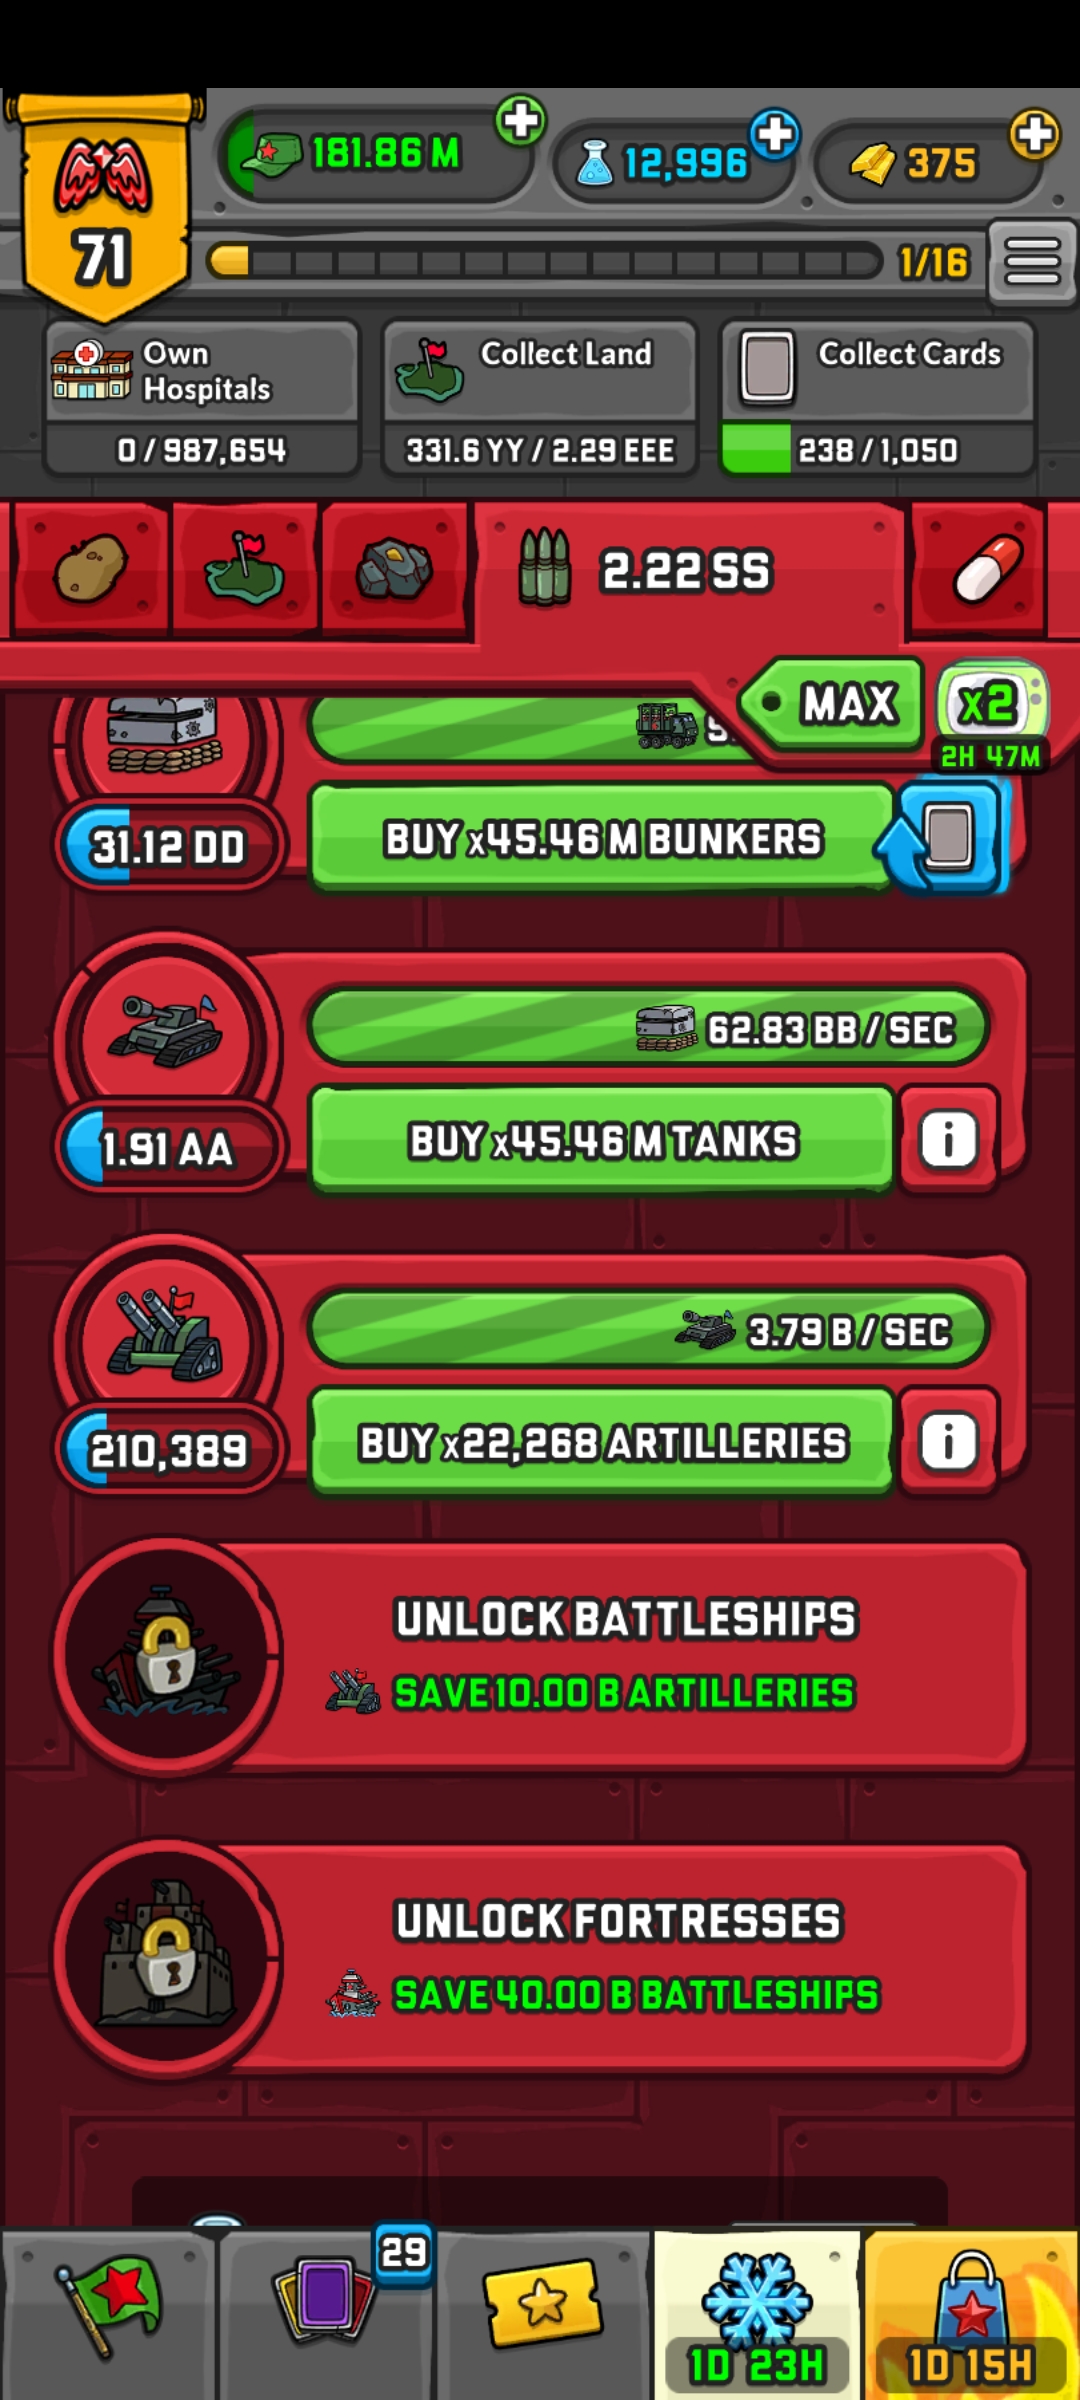 181.86 M
12,996
375
71
1/16
Own
Hospitals
Collect Land
Collect Cards
0 / 987,654
331.6 YY / 2.29 EEE
238 / 1,050
2.22 SS
MAX
x2
2H 47M
31.12 DD
BUY x45.46 M BUNKERS
62.83 BB / SEC
1.91 AA
BUY x45.46 M TANKS
i
3.79 B / SEC
210,389
BUY x22,268 ARTILLERIES
i
UNLOCK BATTLESHIPS
SAVE 10.00 B ARTILLERIES
UNLOCK FORTRESSES
SAVE 40.00 B BATTLESHIPS
29
1D 23H
1D 15H